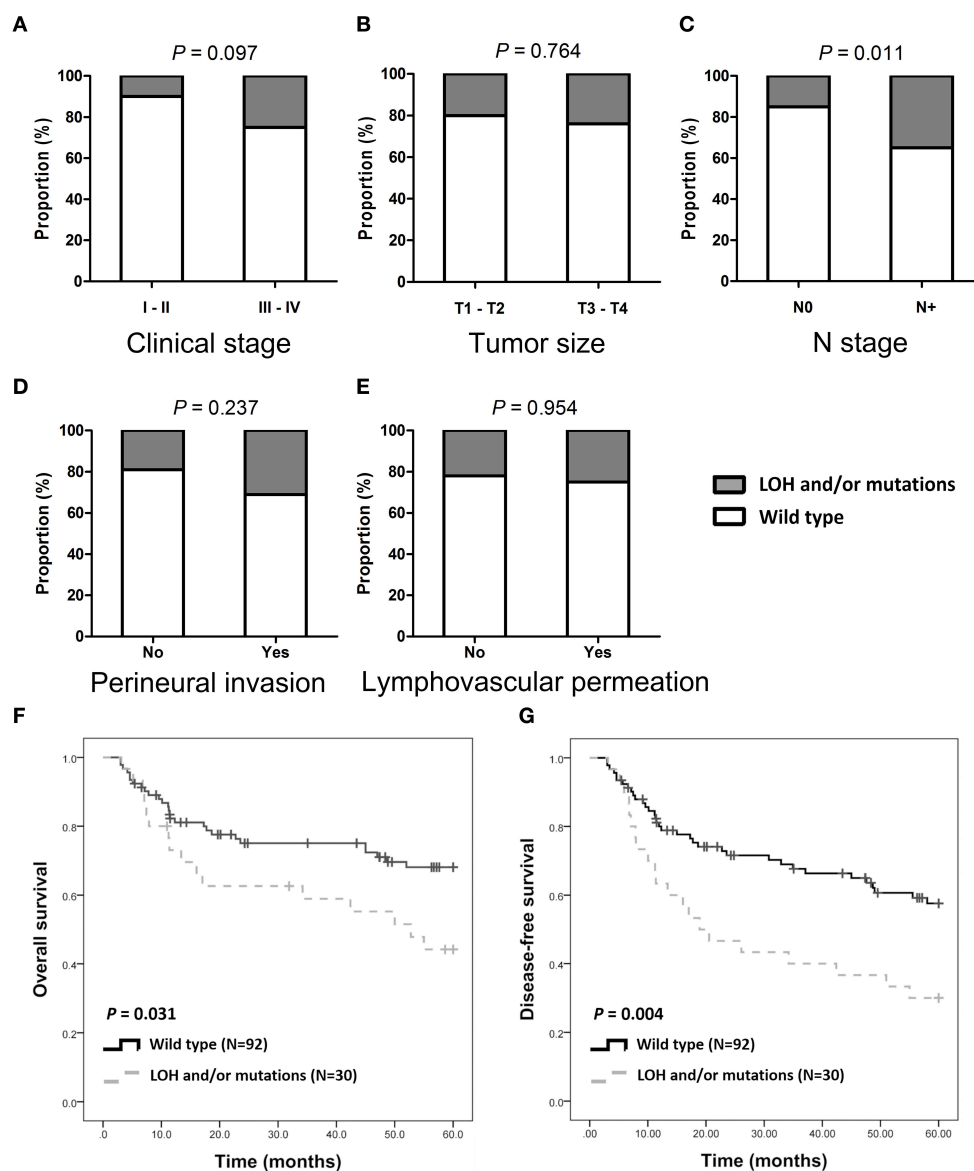 A
P = 0.097
Proportion (%)
100
80
60
40
20
0
I - II
III - IV
Clinical stage
B
P = 0.764
Proportion (%)
100
80
60
40
20
0
T1 - T2
T3 - T4
Tumor size
C
P = 0.011
Proportion (%)
100
80
60
40
20
0
N0
N+
N stage
D
P = 0.237
Proportion (%)
100
80
60
40
20
0
No
Yes
Perineural invasion
E
P = 0.954
Proportion (%)
100
80
60
40
20
0
No
Yes
Lymphovascular permeation
LOH and/or mutations
Wild type
F
Overall survival
1.0
0.8
0.6
0.4
0.2
0.0
P = 0.031
Wild type (N=92)
LOH and/or mutations (N=30)
.0
10.0
20.0
30.0
40.0
50.0
60.0
Time (months)
G
Disease-free survival
1.0
0.8
0.6
0.4
0.2
0.0
P = 0.004
Wild type (N=92)
LOH and/or mutations (N=30)
.00
10.00
20.00
30.00
40.00
50.00
60.00
Time (months)